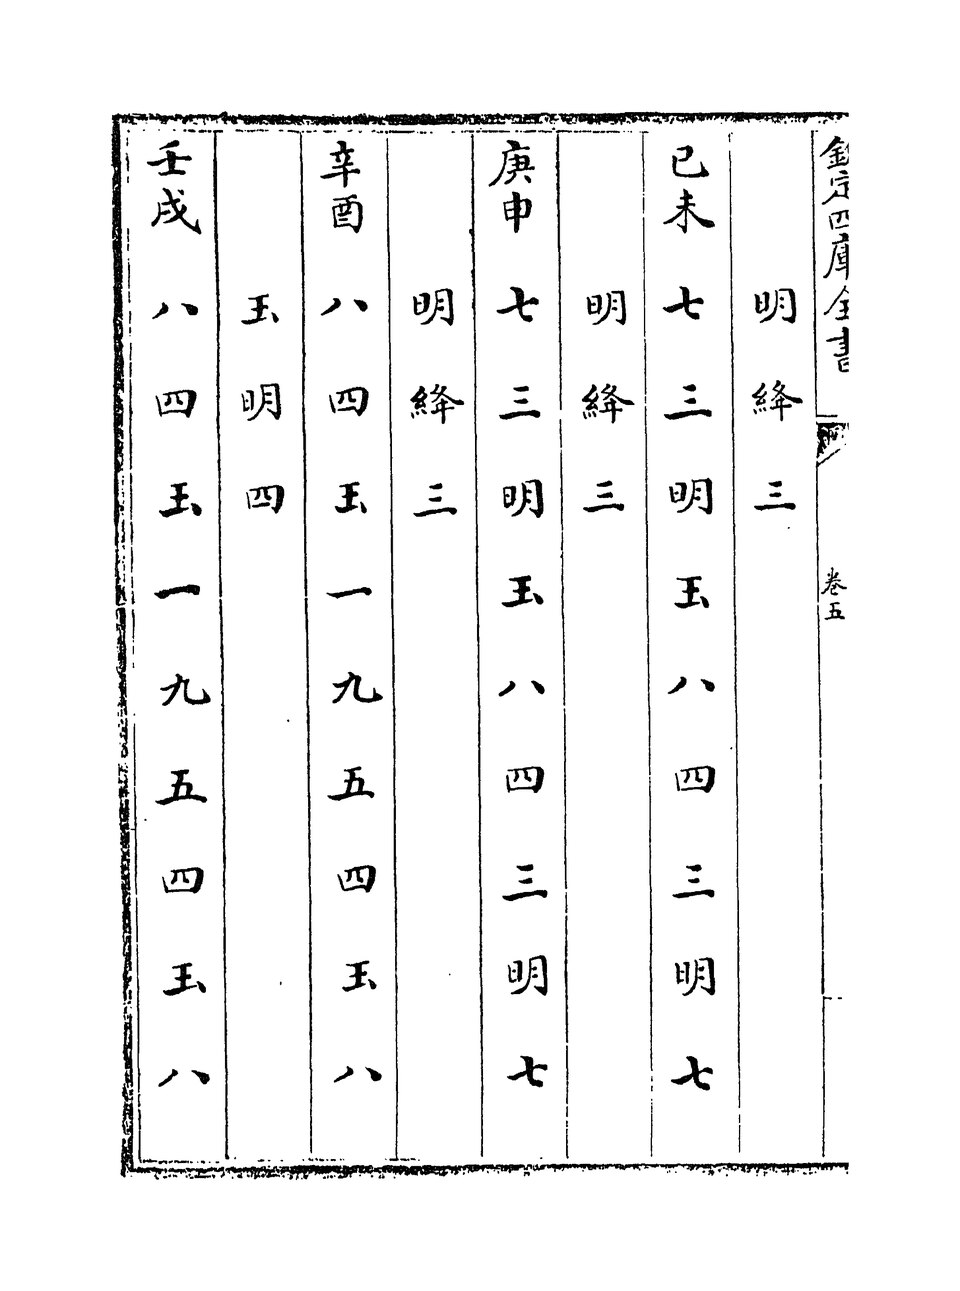 欽定四庫全書 卷五
明絳三
己未 七三明玉八四三明七
明絳三
庚申 七三明玉八四三明七
明絳三
辛酉 八四玉一九五四玉八
玉明四
壬戌 八四玉一九五四玉八